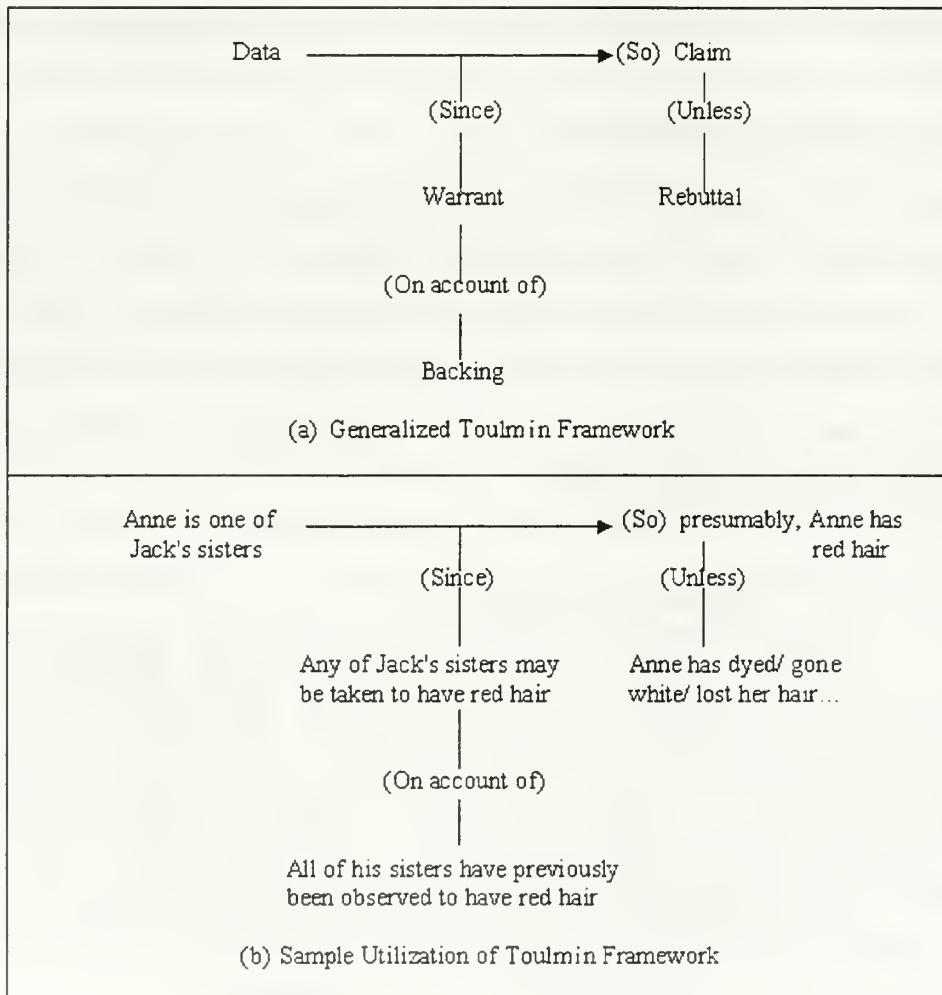 Data (So) Claim
(Since) (Unless)
Warrant Rebuttal
(On account of)
Backing
(a) Generalized Toulmin Framework
Anne is one of (So) presumably, Anne has
Jack's sisters red hair
(Since) (Unless)
Any of Jack's sisters may Anne has dyed/ gone
be taken to have red hair white/ lost her hair...
(On account of)
All of his sisters have previously
been observed to have red hair
(b) Sample Utilization of Toulmin Framework